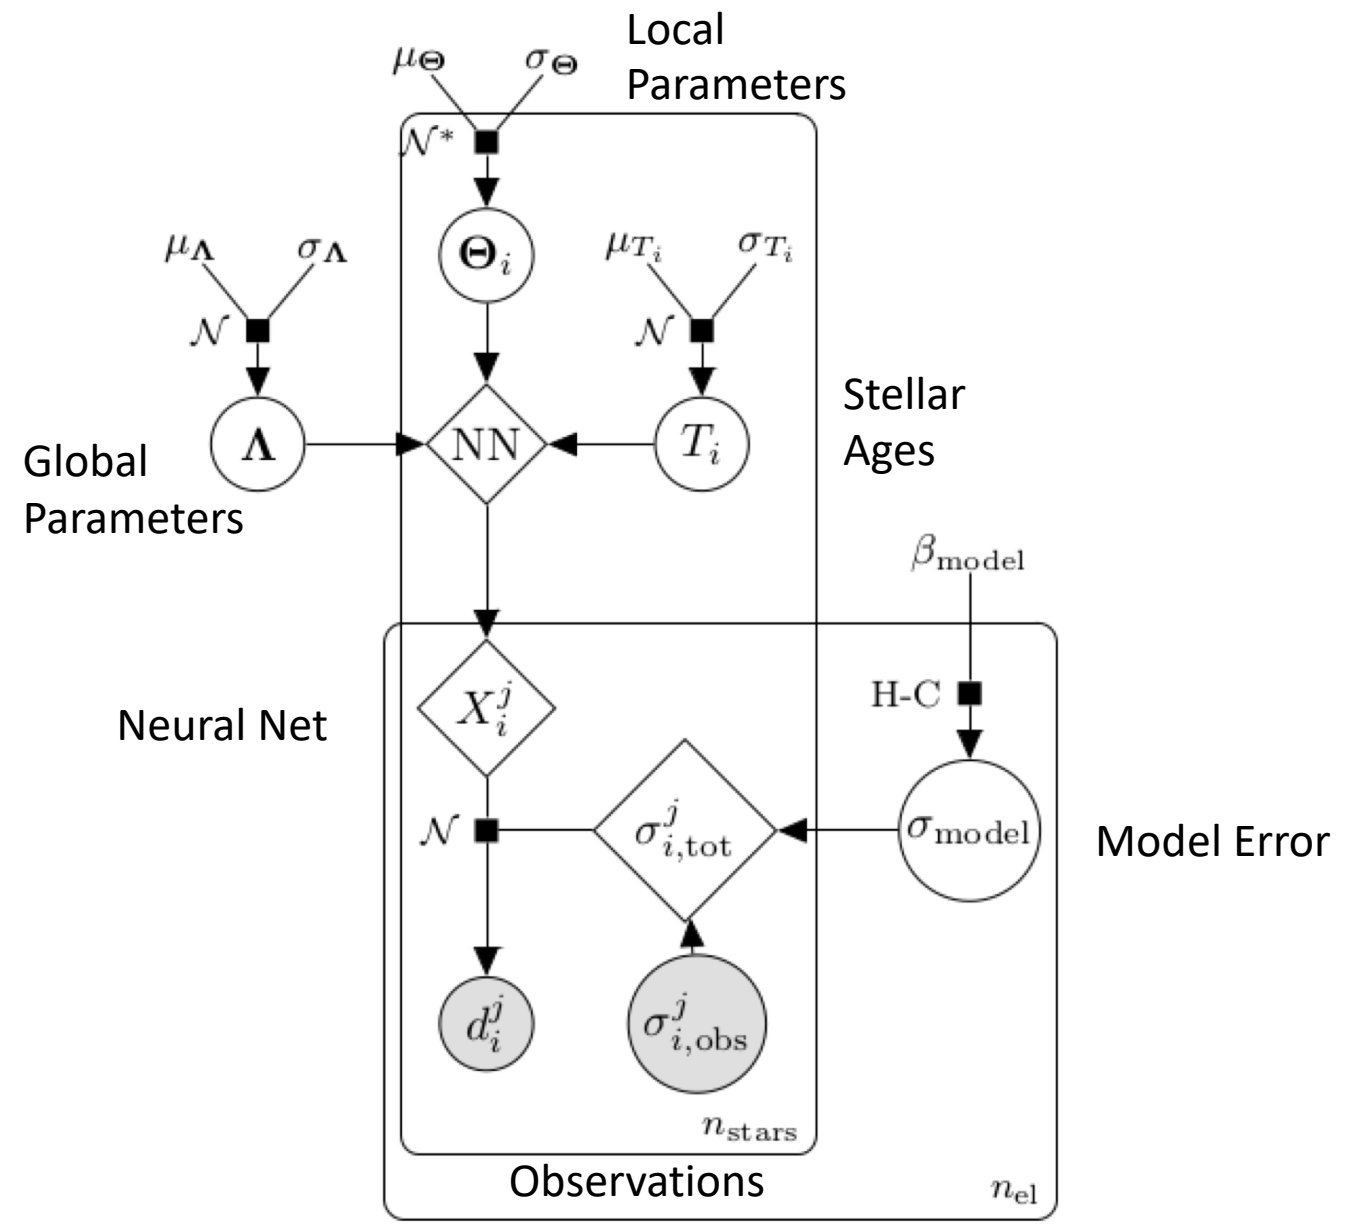 Local
Parameters
μ_Θ σ_Θ
𝒩*
Θ_i
μ_Λ σ_Λ
μ_{T_i} σ_{T_i}
𝒩
𝒩
Λ
NN
T_i
Stellar
Ages
Global
Parameters
β_model
X_i^j
H-C
Neural Net
𝒩
σ_{i,tot}^j
σ_model
Model Error
d_i^j
σ_{i,obs}^j
n_stars
Observations
n_el